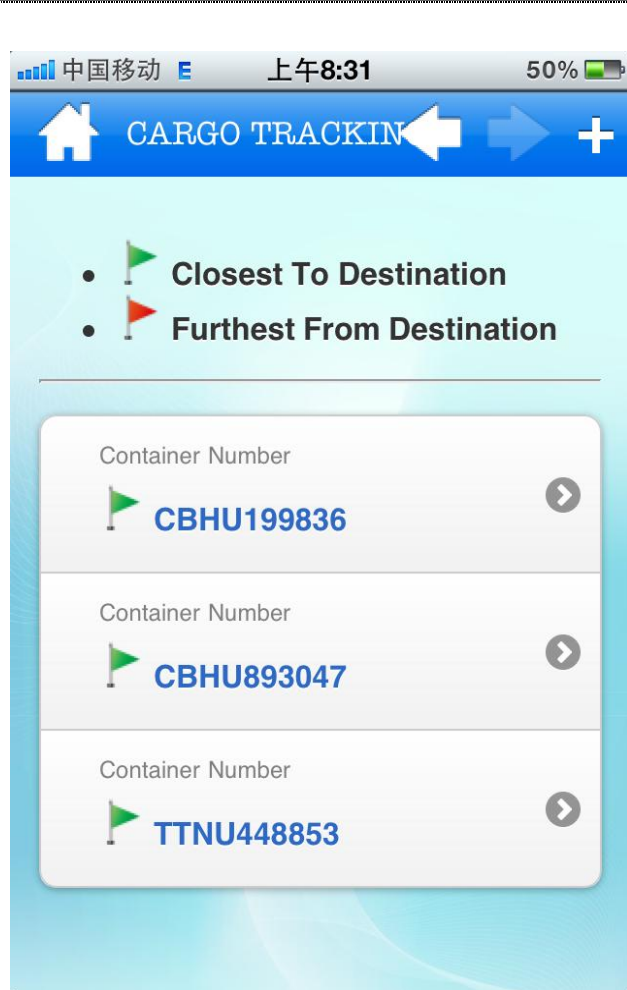 中国移动 E 上午8:31 50%
CARGO TRACKIN
Closest To Destination
Furthest From Destination
Container Number
CBHU199836
Container Number
CBHU893047
Container Number
TTNU448853